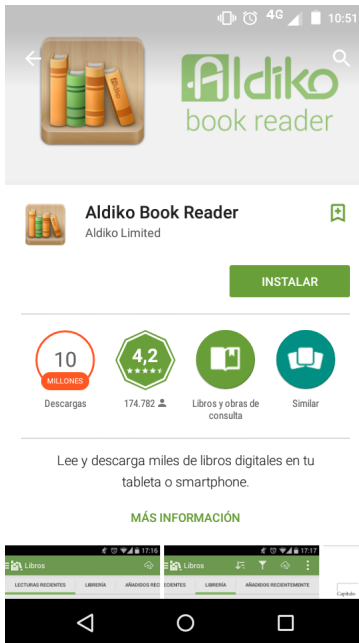 4G 10:51
Aldiko
book reader
Aldiko Book Reader
Aldiko Limited
INSTALAR
10
MILLONES
4,2
Descargas
174.782
Libros y obras de
consulta
Similar
Lee y descarga miles de libros digitales en tu
tableta o smartphone.
MÁS INFORMACIÓN
17:16
Libros
LECTURAS RECIENTES LIBRERÍA AÑADIDOS REC
17:17
Libros
RECIENTES LIBRERÍA AÑADIDOS RECIENTEMENTE
Capítulo